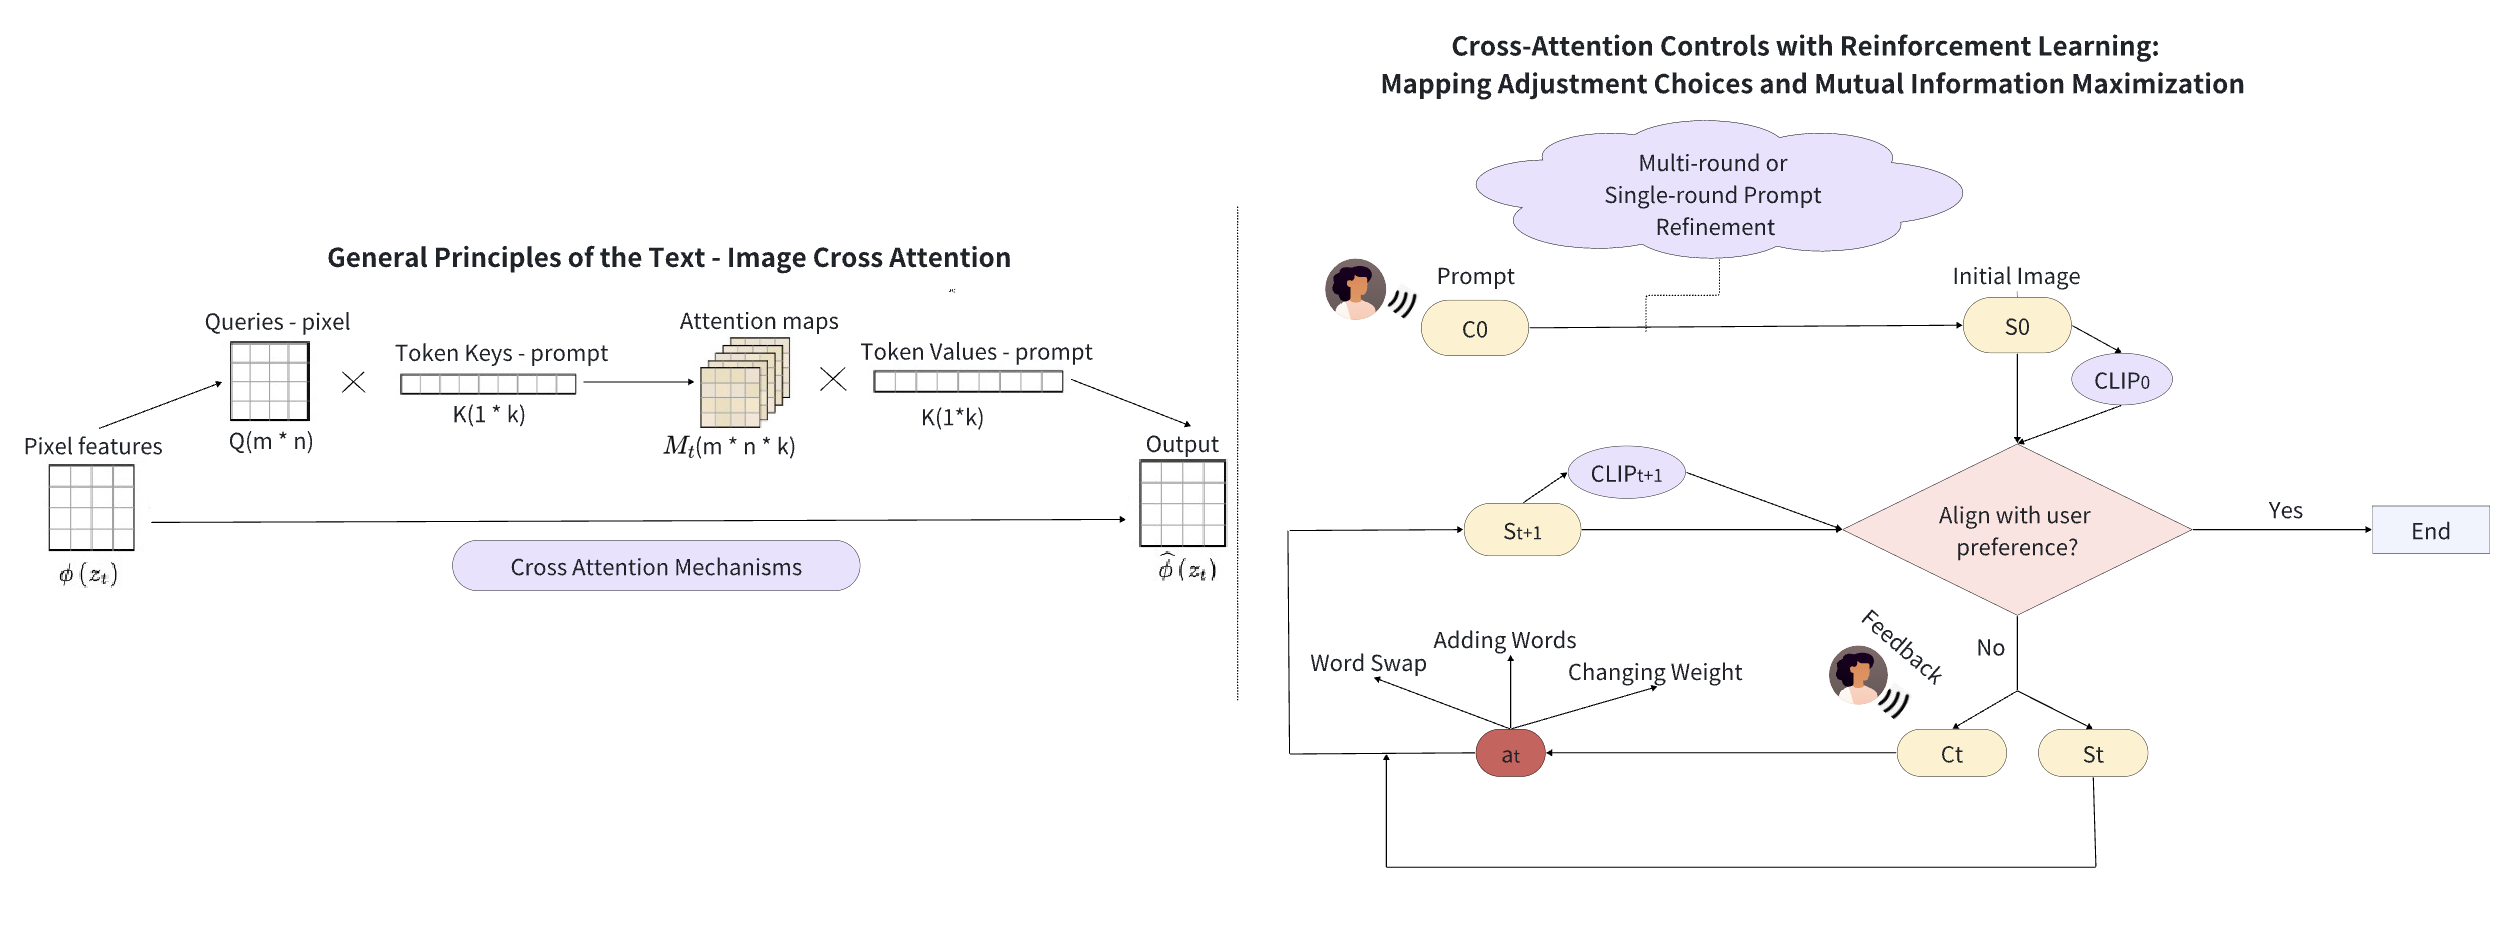 General Principles of the Text - Image Cross Attention
Queries - pixel
Token Keys - prompt
Attention maps
Token Values - prompt
K(1 * k)
K(1*k)
Q(m * n)
M_t(m * n * k)
Pixel features
Output
ϕ (z_t)
ϕ̂ (z_t)
Cross Attention Mechanisms
Cross-Attention Controls with Reinforcement Learning:
Mapping Adjustment Choices and Mutual Information Maximization
Multi-round or
Single-round Prompt
Refinement
Prompt
Initial Image
C0
S0
CLIP0
CLIPt+1
St+1
Align with user
preference?
Yes
End
No
Feedback
Adding Words
Word Swap
Changing Weight
at
Ct
St